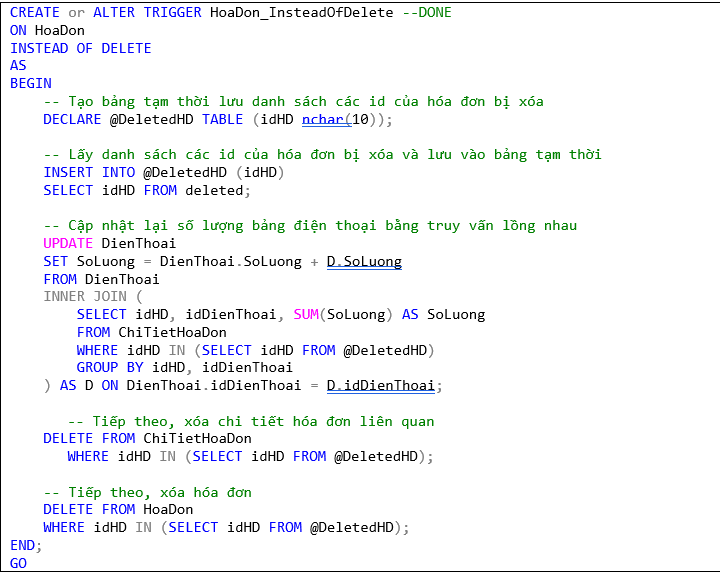 CREATE or ALTER TRIGGER HoaDon_InsteadOfDelete --DONE
ON HoaDon
INSTEAD OF DELETE
AS
BEGIN
    -- Tạo bảng tạm thời lưu danh sách các id của hóa đơn bị xóa
    DECLARE @DeletedHD TABLE (idHD nchar(10));

    -- Lấy danh sách các id của hóa đơn bị xóa và lưu vào bảng tạm thời
    INSERT INTO @DeletedHD (idHD)
    SELECT idHD FROM deleted;

    -- Cập nhật lại số lượng bảng điện thoại bằng truy vấn lồng nhau
    UPDATE DienThoai
    SET SoLuong = DienThoai.SoLuong + D.SoLuong
    FROM DienThoai
    INNER JOIN (
        SELECT idHD, idDienThoai, SUM(SoLuong) AS SoLuong
        FROM ChiTietHoaDon
        WHERE idHD IN (SELECT idHD FROM @DeletedHD)
        GROUP BY idHD, idDienThoai
    ) AS D ON DienThoai.idDienThoai = D.idDienThoai;

       -- Tiếp theo, xóa chi tiết hóa đơn liên quan
    DELETE FROM ChiTietHoaDon
       WHERE idHD IN (SELECT idHD FROM @DeletedHD);

    -- Tiếp theo, xóa hóa đơn
    DELETE FROM HoaDon
    WHERE idHD IN (SELECT idHD FROM @DeletedHD);
END;
GO